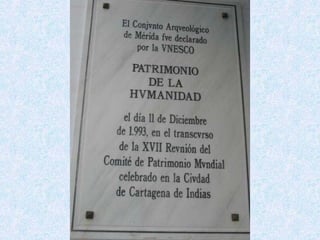 El Conjvnto Arqveológico
de Mérida fve declarado
por la VNESCO
PATRIMONIO
DE LA
HVMANIDAD
el día 11 de Diciembre
de 1.993, en el transcvrso
de la XVII Revnión del
Comité de Patrimonio Mvndial
celebrado en la Civdad
de Cartagena de Indias